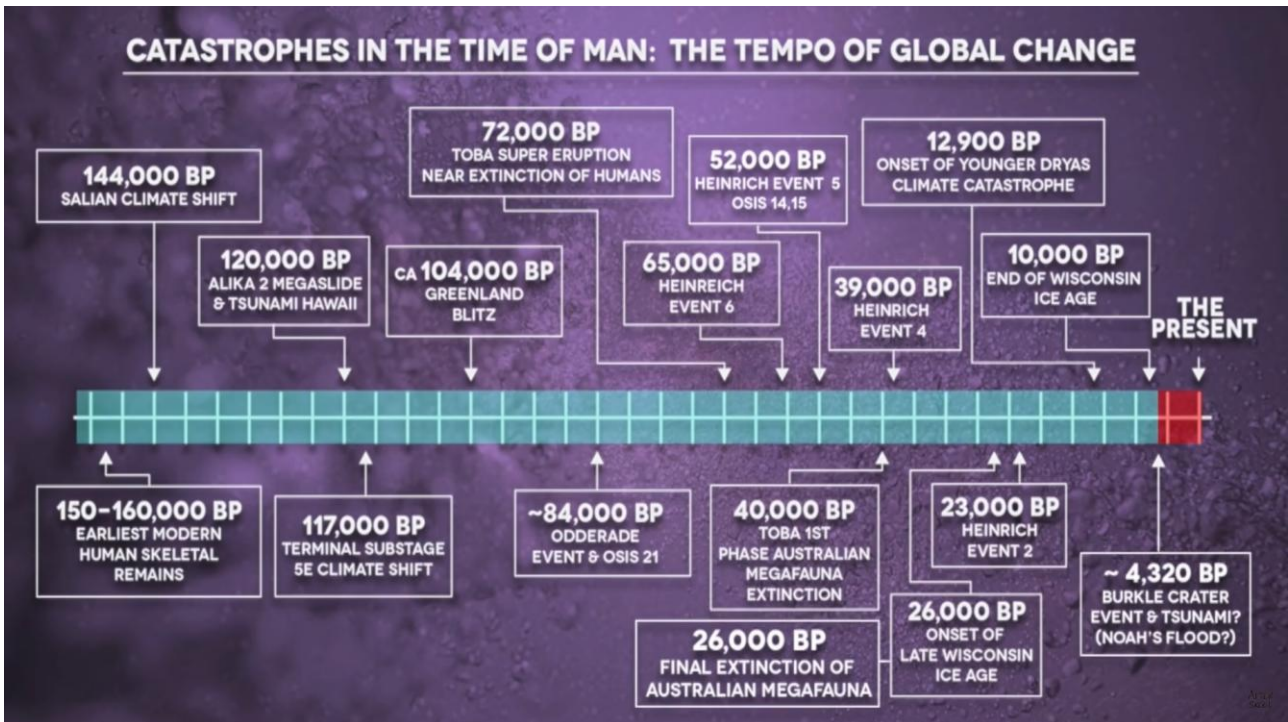 CATASTROPHES IN THE TIME OF MAN: THE TEMPO OF GLOBAL CHANGE
144,000 BP
SALIAN CLIMATE SHIFT
120,000 BP
ALIKA 2 MEGASLIDE
& TSUNAMI HAWAII
CA 104,000 BP
GREENLAND
BLITZ
72,000 BP
TOBA SUPER ERUPTION
NEAR EXTINCTION OF HUMANS
65,000 BP
HEINREICH
EVENT 6
52,000 BP
HEINRICH EVENT 5
OSIS 14,15
39,000 BP
HEINRICH
EVENT 4
12,900 BP
ONSET OF YOUNGER DRYAS
CLIMATE CATASTROPHE
10,000 BP
END OF WISCONSIN
ICE AGE
THE
PRESENT
150-160,000 BP
EARLIEST MODERN
HUMAN SKELETAL
REMAINS
117,000 BP
TERMINAL SUBSTAGE
5E CLIMATE SHIFT
~84,000 BP
ODDERADE
EVENT & OSIS 21
40,000 BP
TOBA 1ST
PHASE AUSTRALIAN
MEGAFAUNA
EXTINCTION
26,000 BP
FINAL EXTINCTION OF
AUSTRALIAN MEGAFAUNA
26,000 BP
ONSET OF
LATE WISCONSIN
ICE AGE
23,000 BP
HEINRICH
EVENT 2
~ 4,320 BP
BURKLE CRATER
EVENT & TSUNAMI?
(NOAH'S FLOOD?)